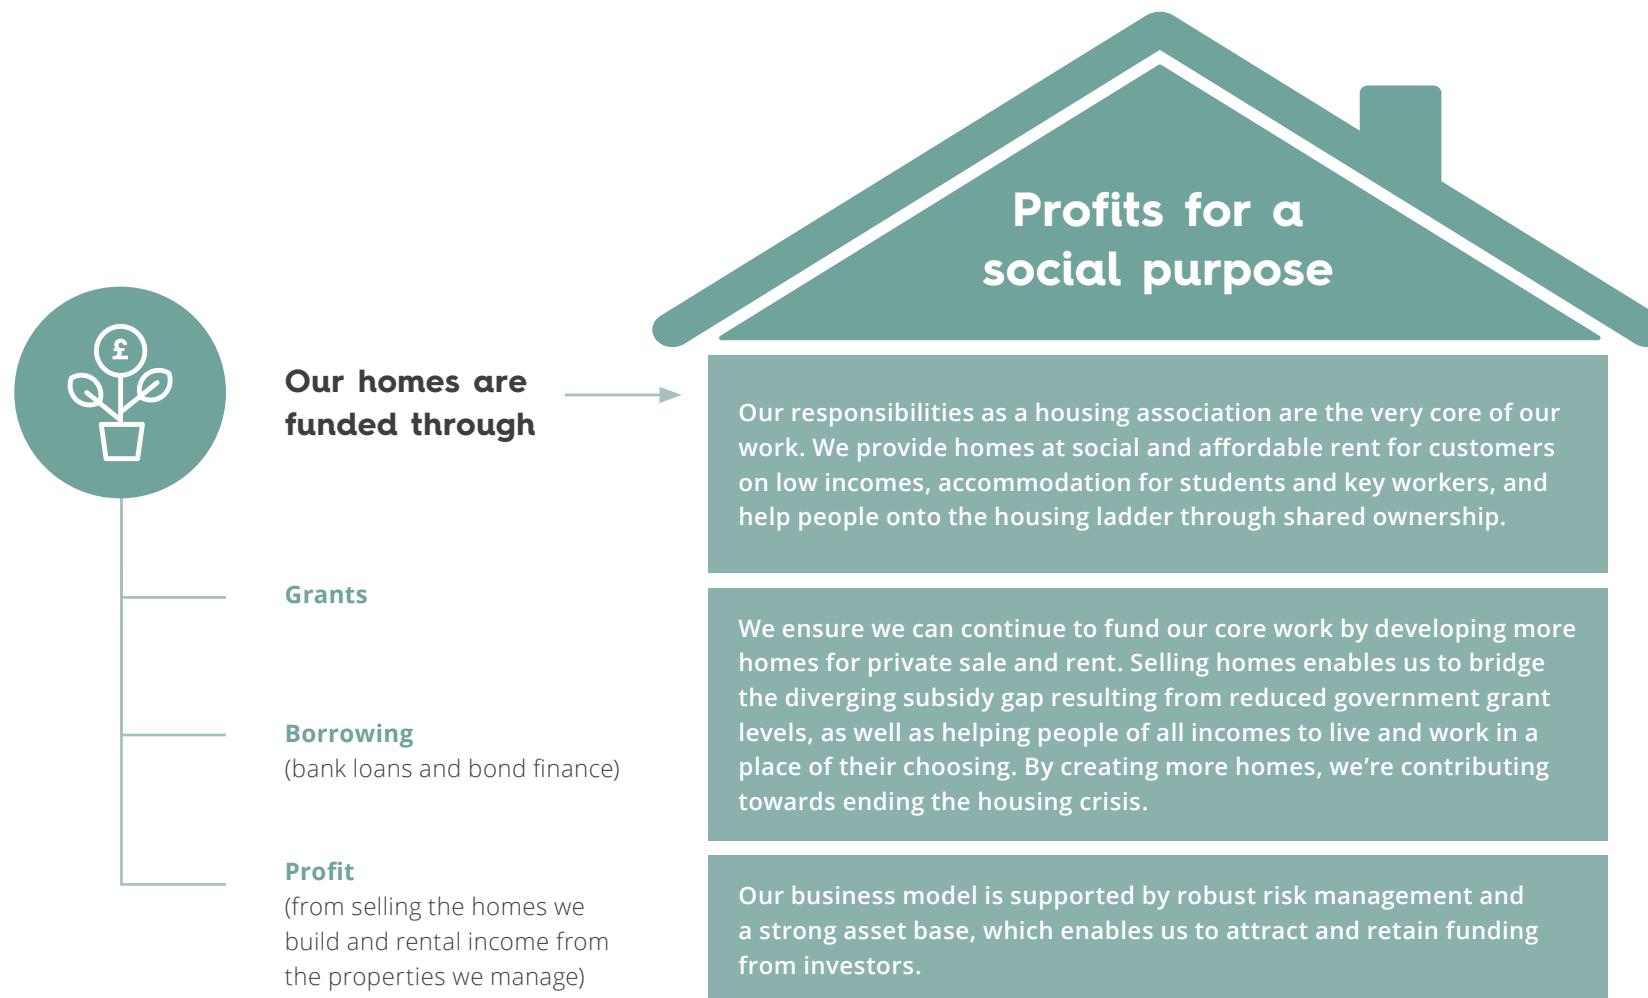 Profits for a
social purpose
£
Our homes are
funded through
Grants
Borrowing
(bank loans and bond finance)
Profit
(from selling the homes we
build and rental income from
the properties we manage)
Our responsibilities as a housing association are the very core of our
work. We provide homes at social and affordable rent for customers
on low incomes, accommodation for students and key workers, and
help people onto the housing ladder through shared ownership.
We ensure we can continue to fund our core work by developing more
homes for private sale and rent. Selling homes enables us to bridge
the diverging subsidy gap resulting from reduced government grant
levels, as well as helping people of all incomes to live and work in a
place of their choosing. By creating more homes, we’re contributing
towards ending the housing crisis.
Our business model is supported by robust risk management and
a strong asset base, which enables us to attract and retain funding
from investors.